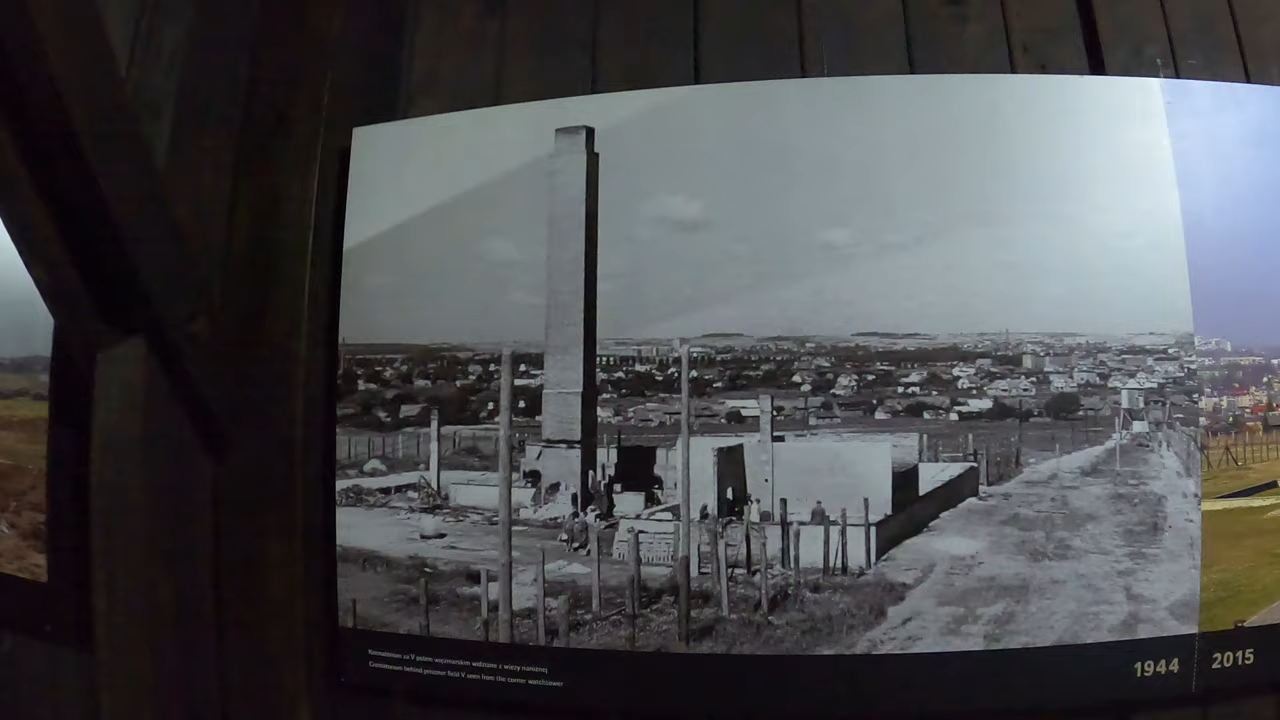 Krematorium za V polem więźniarskim widziane z wieży narożnej
Crematorium behind prisoner field V seen from the corner watchtower
1944
2015